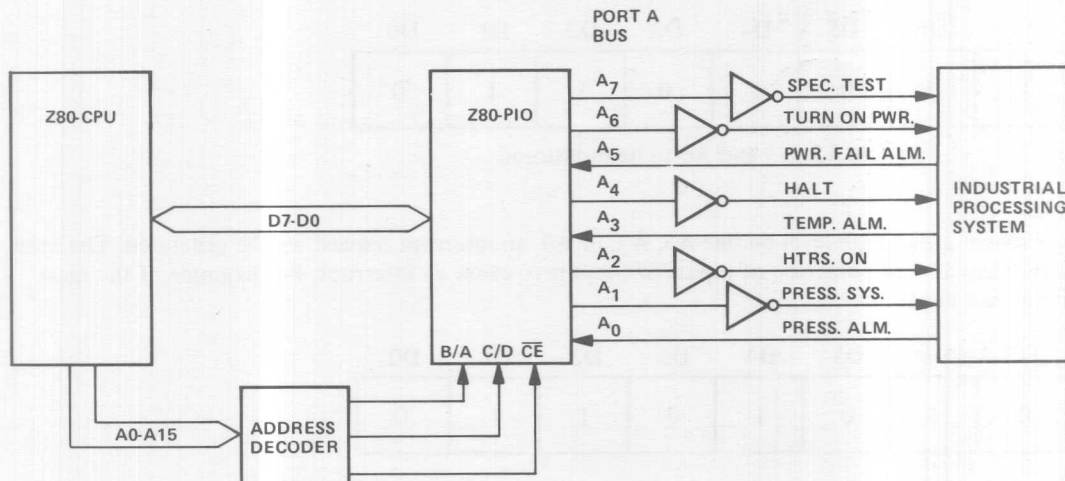 PORT A
BUS
Z80-CPU
Z80-PIO
A7
SPEC. TEST
A6
TURN ON PWR.
A5
PWR. FAIL ALM.
A4
HALT
INDUSTRIAL
PROCESSING
SYSTEM
D7-D0
A3
TEMP. ALM.
A2
HTRS. ON
A1
PRESS. SYS.
A0
PRESS. ALM.
B/A C/D CE
A0-A15
ADDRESS
DECODER